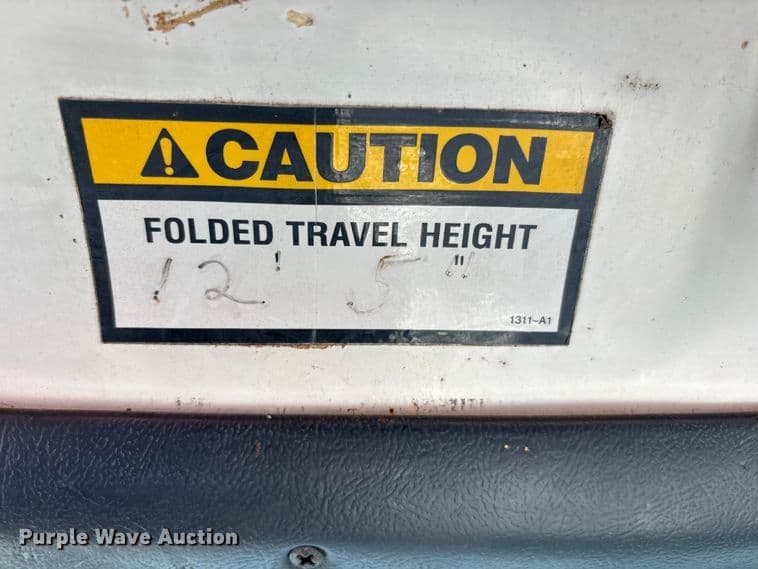 CAUTION
FOLDED TRAVEL HEIGHT
12' 5"
1311-A1
Purple Wave Auction